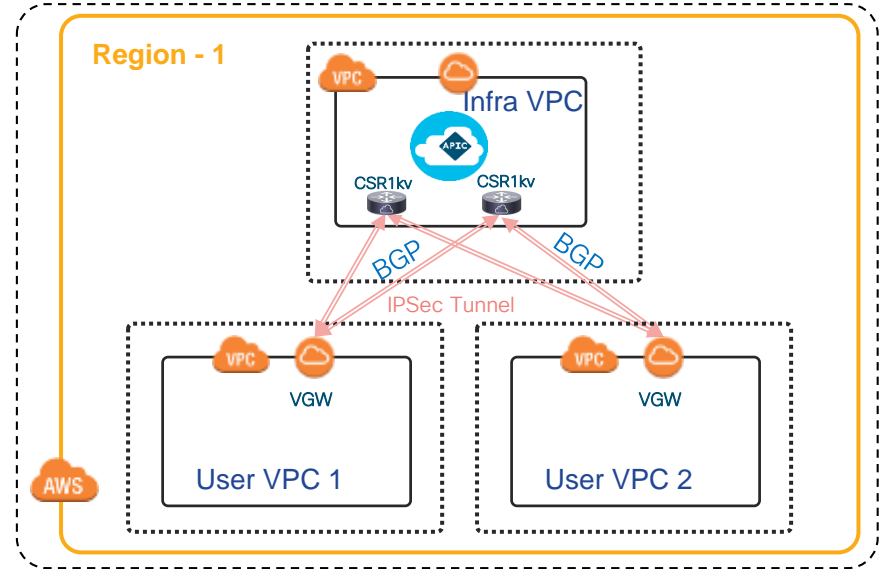 Region - 1
VPC
Infra VPC
APIC
CSR1kv
CSR1kv
BGP
BGP
IPSec Tunnel
VPC
VPC
VGW
VGW
User VPC 1
User VPC 2
AWS